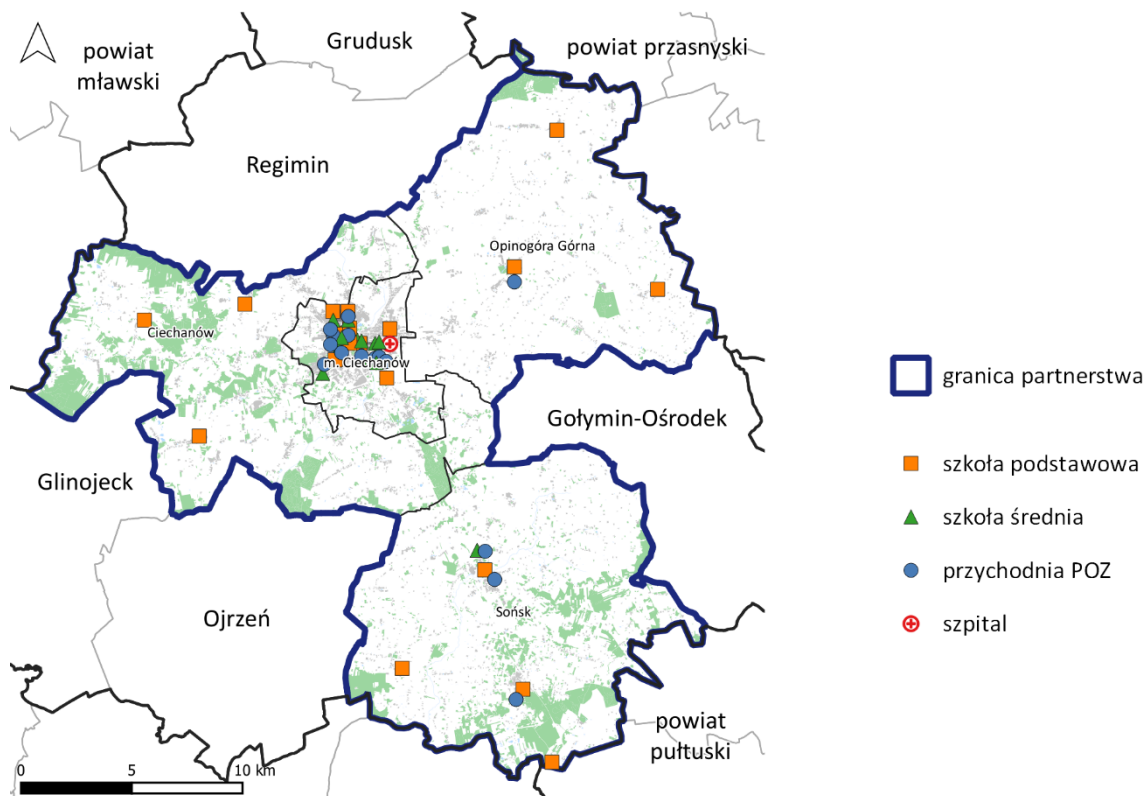 powiat
mławski
Grudusk
powiat przasnyski
Regimin
Opinogóra Górna
Ciechanów
m. Ciechanów
Gołymin-Ośrodek
Glinojeck
Ojrzeń
Sońsk
powiat
pułtuski
0 5 10 km
granica partnerstwa
szkoła podstawowa
szkoła średnia
przychodnia POZ
szpital